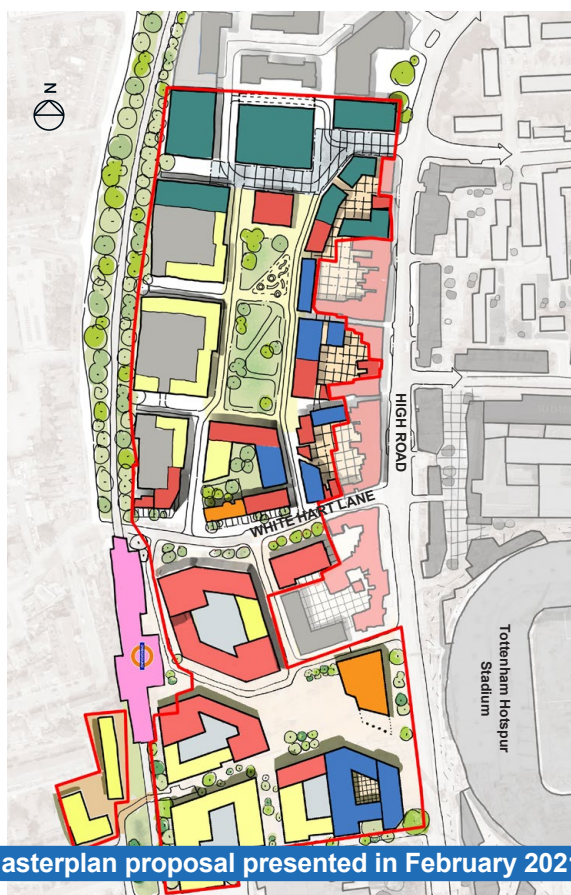 N
HIGH ROAD
WHITE HART LANE
Tottenham Hotspur
Stadium
asterplan proposal presented in February 202